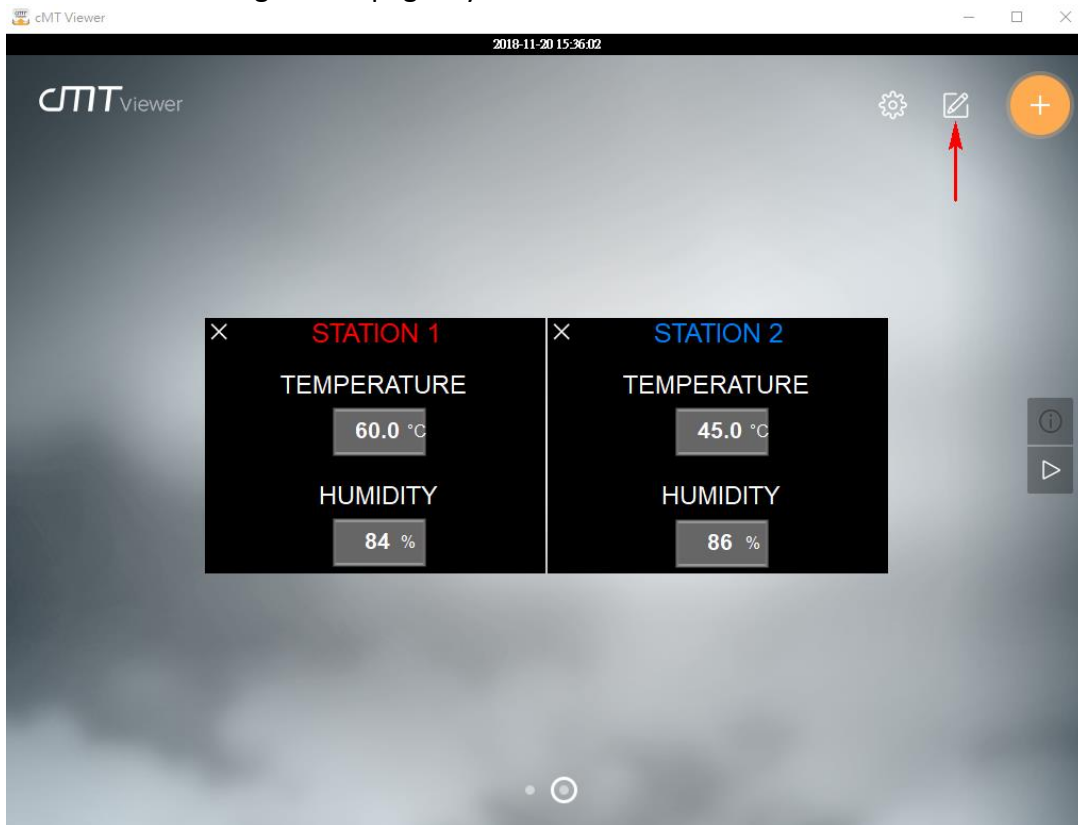 cMT Viewer
2018-11-20 15:36:02
cMT Viewer
STATION 1
TEMPERATURE
60.0 °C
HUMIDITY
84 %
STATION 2
TEMPERATURE
45.0 °C
HUMIDITY
86 %